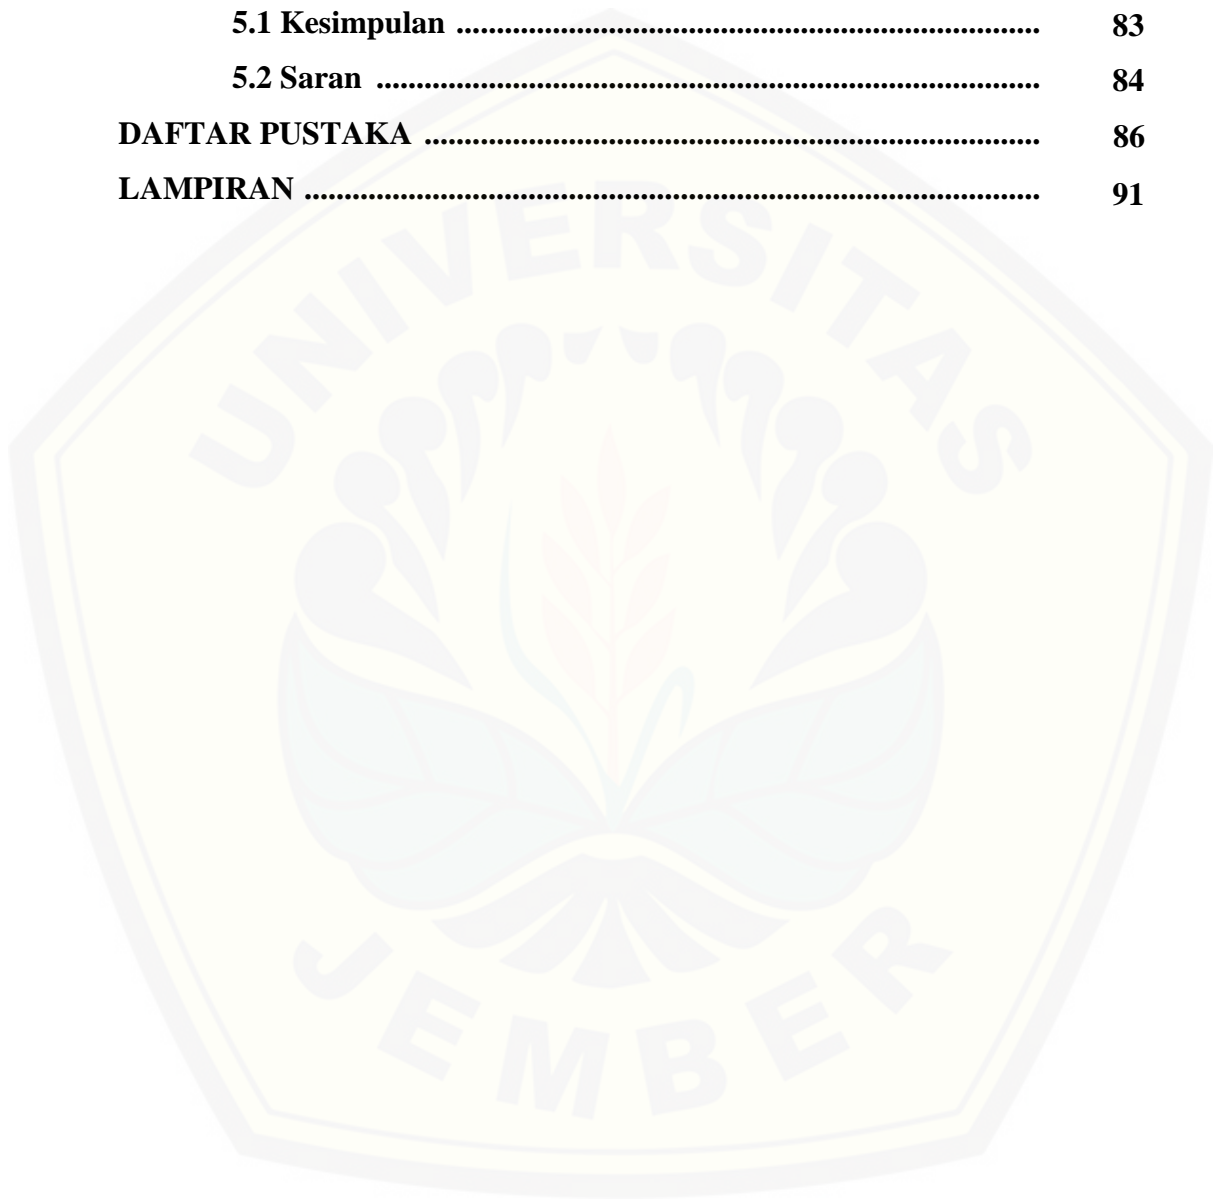 5.1 Kesimpulan ........................................................................ 83
5.2 Saran .................................................................................. 84
DAFTAR PUSTAKA ............................................................................ 86
LAMPIRAN ........................................................................................... 91
UNIVERSITAS
JEMBER